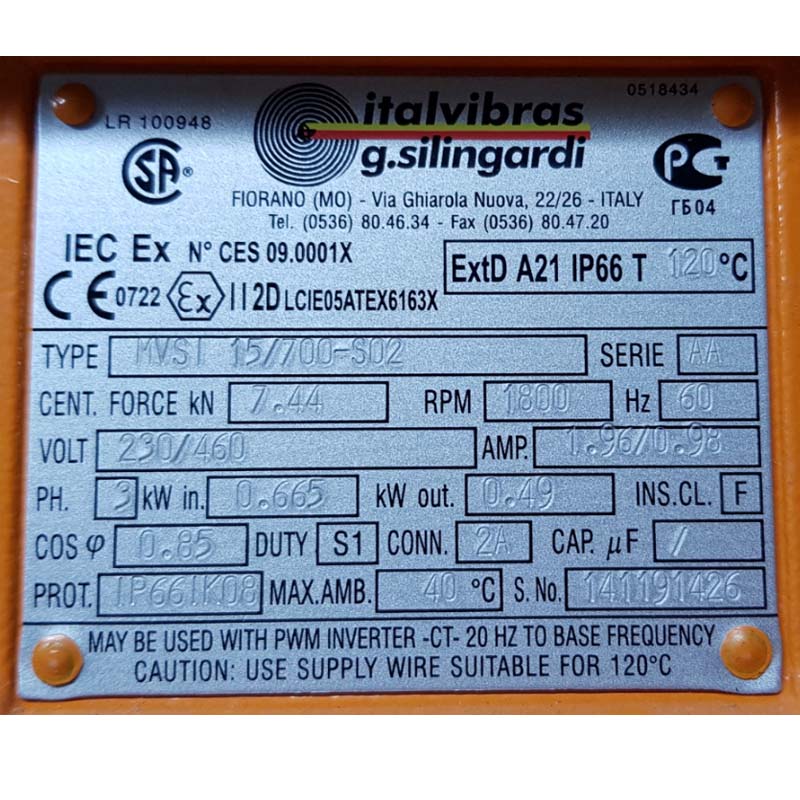 0518434
LR 100948
italvibras
g.silingardi
SA
PCT
ГБ04
FIORANO (MO) - Via Ghiarola Nuova, 22/26 - ITALY
Tel. (0536) 80.46.34 - Fax (0536) 80.47.20
IEC Ex N° CES 09.0001X
ExtD A21 IP66 T 120°C
CE 0722 Ex II 2D LCIE05ATEX6163X
TYPE MVSI 15/700-S02 SERIE AA
CENT. FORCE kN 7.44 RPM 1800 Hz 60
VOLT 230/460 AMP. 1.96/0.98
PH. 3 kW in. 0.665 kW out. 0.49 INS.CL. F
COS φ 0.85 DUTY S1 CONN. 2A CAP. µF /
PROT. IP66IK08 MAX.AMB. 40 °C S. No. 141191426
MAY BE USED WITH PWM INVERTER -CT- 20 HZ TO BASE FREQUENCY
CAUTION: USE SUPPLY WIRE SUITABLE FOR 120°C